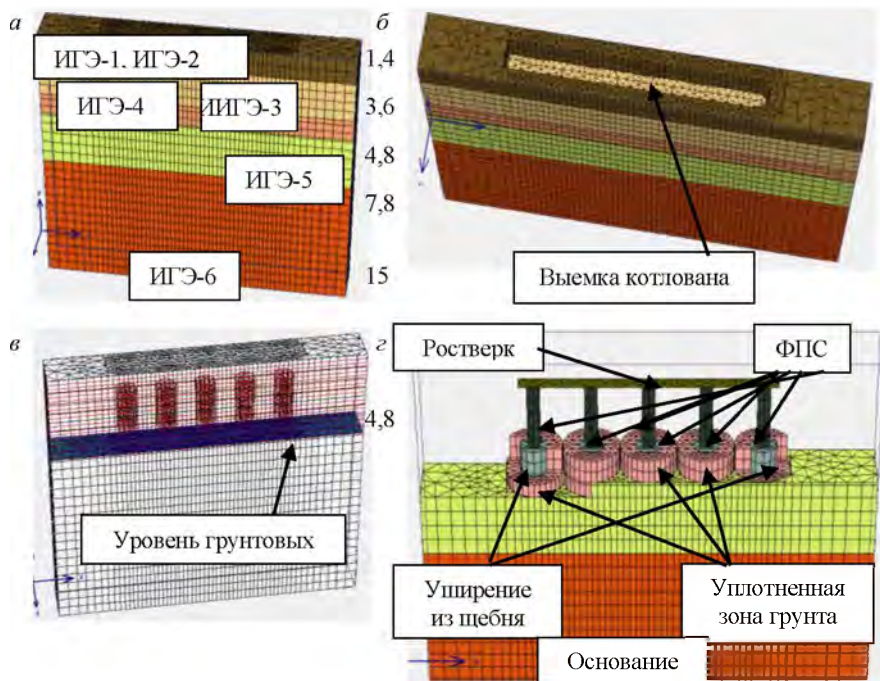 а
ИГЭ-1. ИГЭ-2
ИГЭ-4
ИИГЭ-3
ИГЭ-5
ИГЭ-6
1,4
3,6
4,8
7,8
15
б
Выемка котлована
в
4,8
Уровень грунтовых
г
Ростверк
ФПС
Уширение
из щебня
Уплотненная
зона грунта
Основание